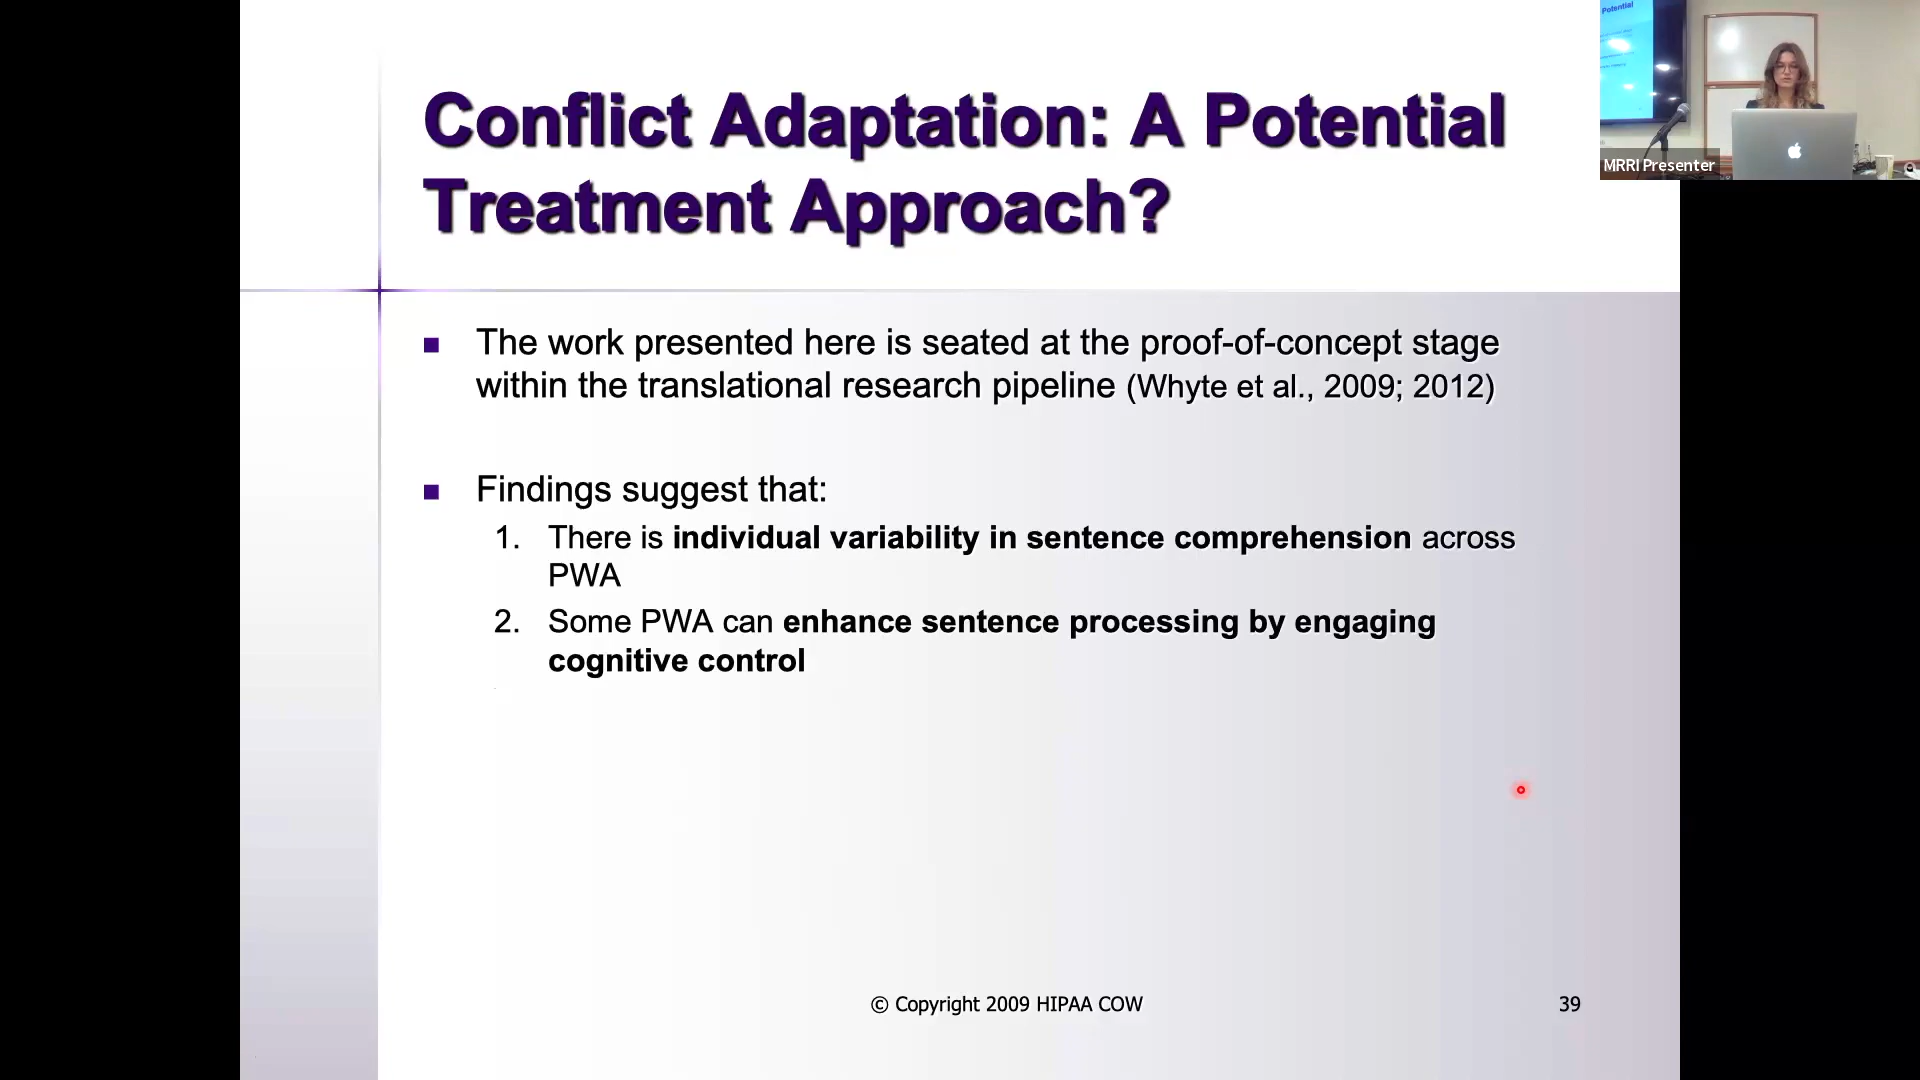 Conflict Adaptation: A Potential
Treatment Approach?
The work presented here is seated at the proof-of-concept stage
within the translational research pipeline (Whyte et al., 2009; 2012)
Findings suggest that:
1. There is individual variability in sentence comprehension across
PWA
2. Some PWA can enhance sentence processing by engaging
cognitive control
© Copyright 2009 HIPAA COW
39
Potential
MRRI Presenter